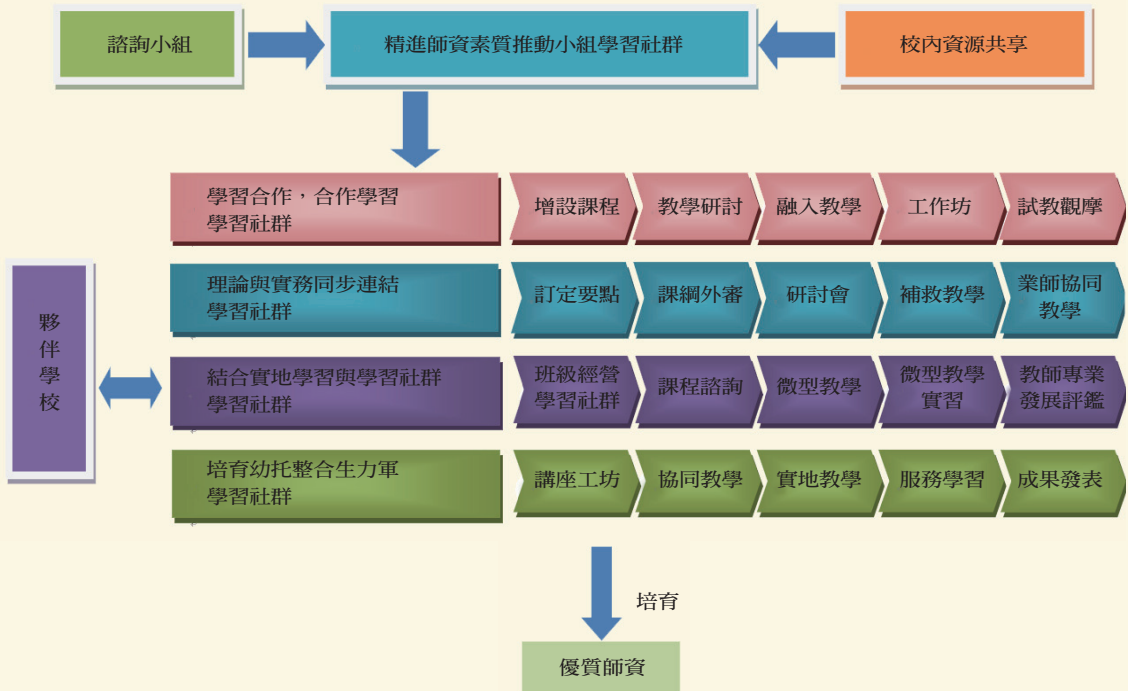 諮詢小組
精進師資素質推動小組學習社群
校內資源共享
學習合作，合作學習
學習社群
增設課程
教學研討
融入教學
工作坊
試教觀摩
夥伴學校
理論與實務同步連結
學習社群
訂定要點
課綱外審
研討會
補救教學
業師協同
教學
結合實地學習與學習社群
學習社群
班級經營
學習社群
課程諮詢
微型教學
微型教學
實習
教師專業
發展評鑑
培育幼托整合生力軍
學習社群
講座工坊
協同教學
實地教學
服務學習
成果發表
培育
優質師資